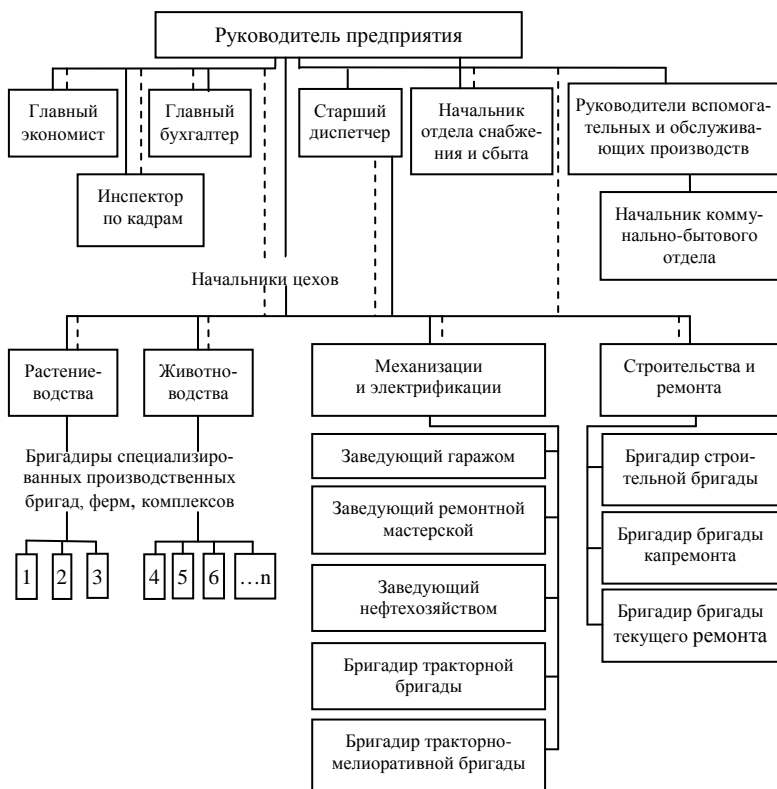 Руководитель предприятия
Главный
экономист
Главный
бухгалтер
Старший
диспетчер
Начальник
отдела снабже-
ния и сбыта
Руководители вспомога-
тельных и обслужива-
ющих производств
Инспектор
по кадрам
Начальник комму-
нально-бытового
отдела
Начальники цехов
Растение-
водства
Животно-
водства
Механизации
и электрификации
Строительства и
ремонта
Бригадиры специализиро-
ванных производственных
бригад, ферм, комплексов
1
2
3
4
5
6
…n
Заведующий гаражом
Заведующий ремонтной
мастерской
Заведующий
нефтехозяйством
Бригадир тракторной
бригады
Бригадир тракторно-
мелиоративной бригады
Бригадир строи-
тельной бригады
Бригадир бригады
капремонта
Бригадир бригады
текущего ремонта